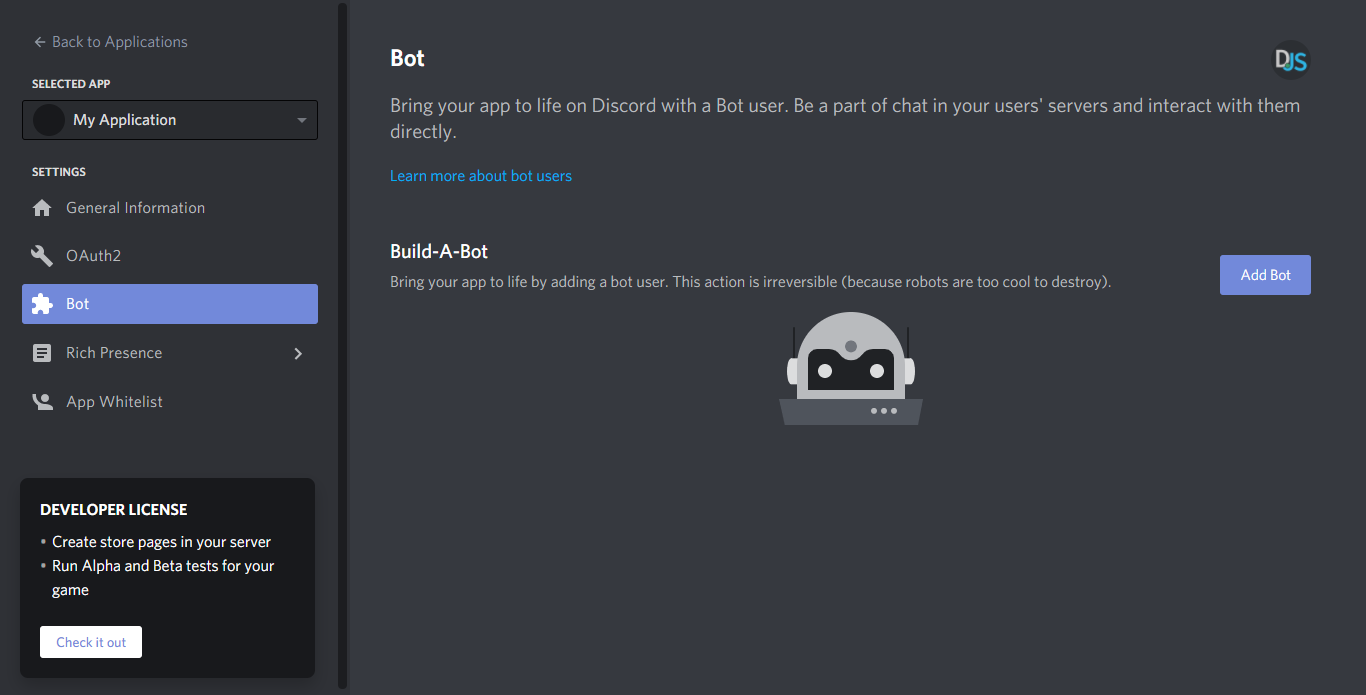 ← Back to Applications
SELECTED APP
My Application
SETTINGS
General Information
OAuth2
Bot
Rich Presence
App Whitelist
DEVELOPER LICENSE
• Create store pages in your server
• Run Alpha and Beta tests for your
game
Check it out
Bot
DJS
Bring your app to life on Discord with a Bot user. Be a part of chat in your users' servers and interact with them
directly.
Learn more about bot users
Build-A-Bot
Bring your app to life by adding a bot user. This action is irreversible (because robots are too cool to destroy).
Add Bot